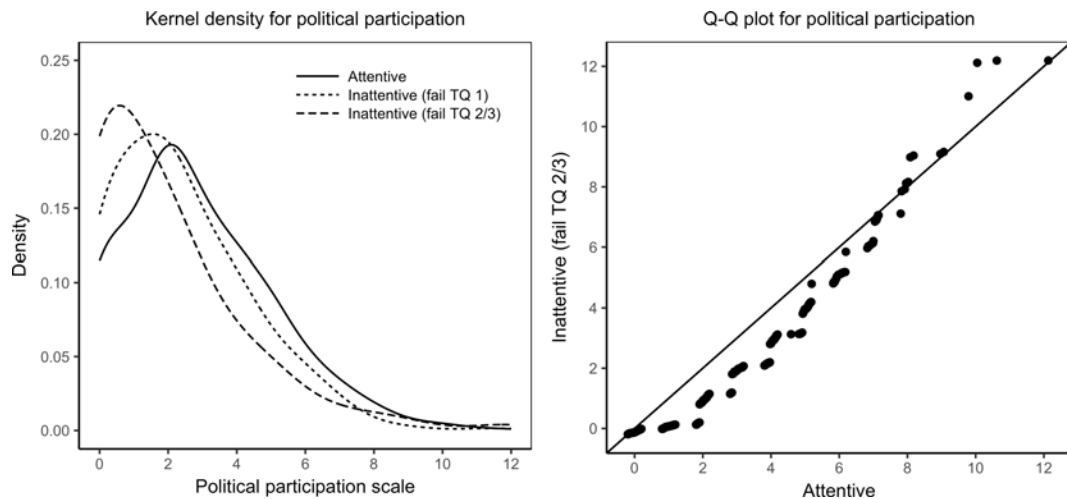 Kernel density for political participation
0.25
0.20
0.15
0.10
0.05
0.00
Density
Attentive
Inattentive (fail TQ 1)
Inattentive (fail TQ 2/3)
0 2 4 6 8 10 12
Political participation scale
Q-Q plot for political participation
12
10
8
6
4
2
0
Inattentive (fail TQ 2/3)
0 2 4 6 8 10 12
Attentive